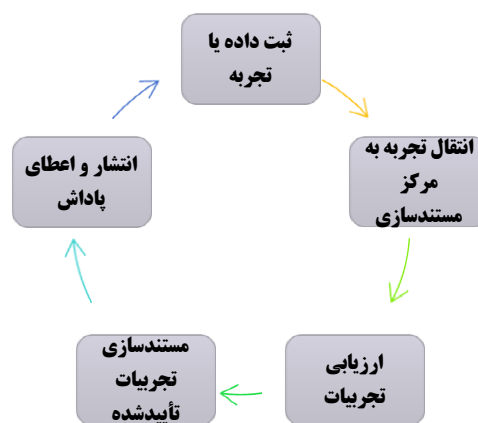 ثبت داده یا
تجربه
انتقال تجربه به
مرکز
مستندسازی
ارزیابی
تجربیات
مستندسازی
تجربیات
تأییدشده
انتشار و اعطای
پاداش